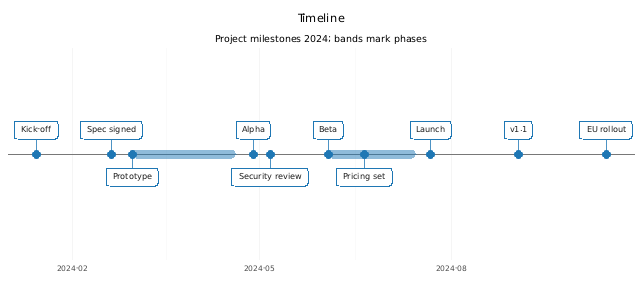 Timeline
Project milestones 2024; bands mark phases
Kick-off
Spec signed
Alpha
Beta
Launch
v1.1
EU rollout
Prototype
Security review
Pricing set
2024-02
2024-05
2024-08